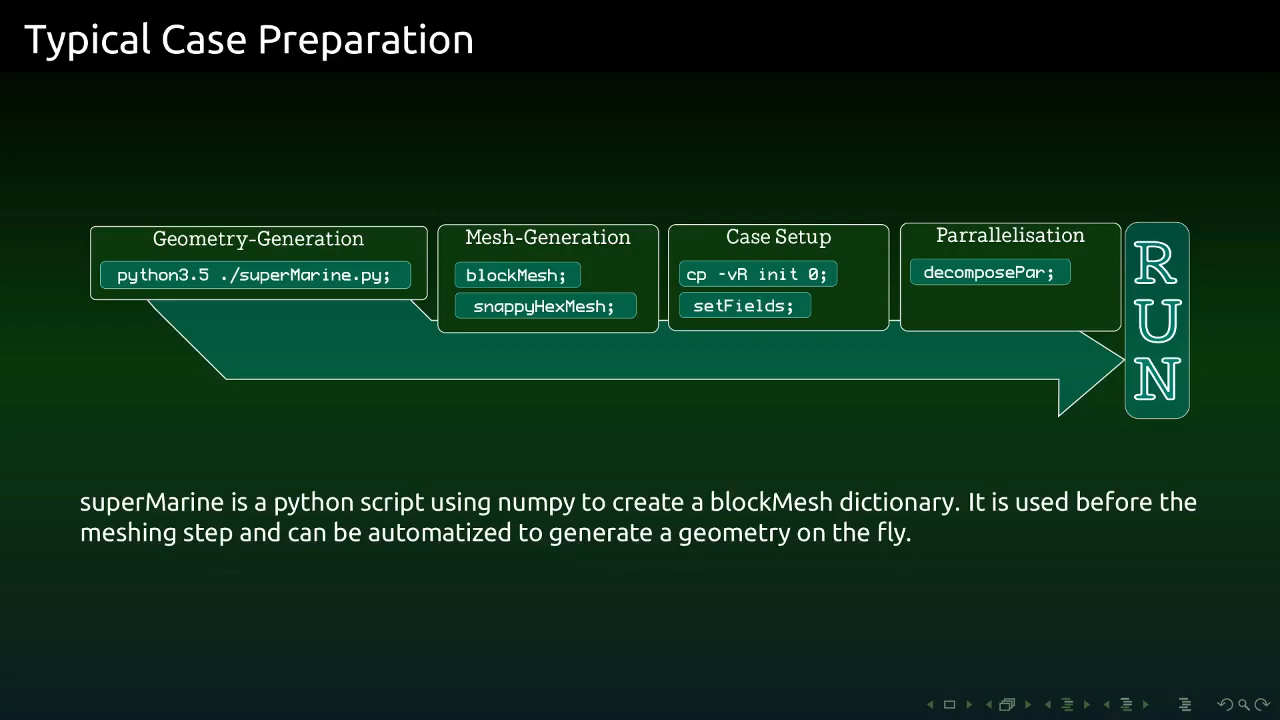 Typical Case Preparation
Geometry-Generation
python3.5 ./superMarine.py;
Mesh-Generation
blockMesh;
snappyHexMesh;
Case Setup
cp -vR init 0;
setFields;
Parrallelisation
decomposePar;
R
U
N
superMarine is a python script using numpy to create a blockMesh dictionary. It is used before the
meshing step and can be automatized to generate a geometry on the fly.